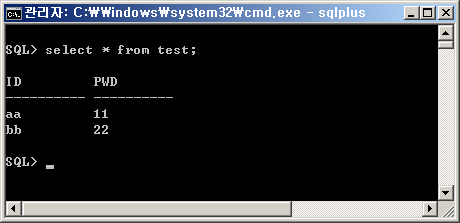 관리자: C:₩Windows₩system32₩cmd.exe - sqlplus
SQL> select * from test;
ID         PWD
---------- ----------
aa         11
bb         22
SQL> _